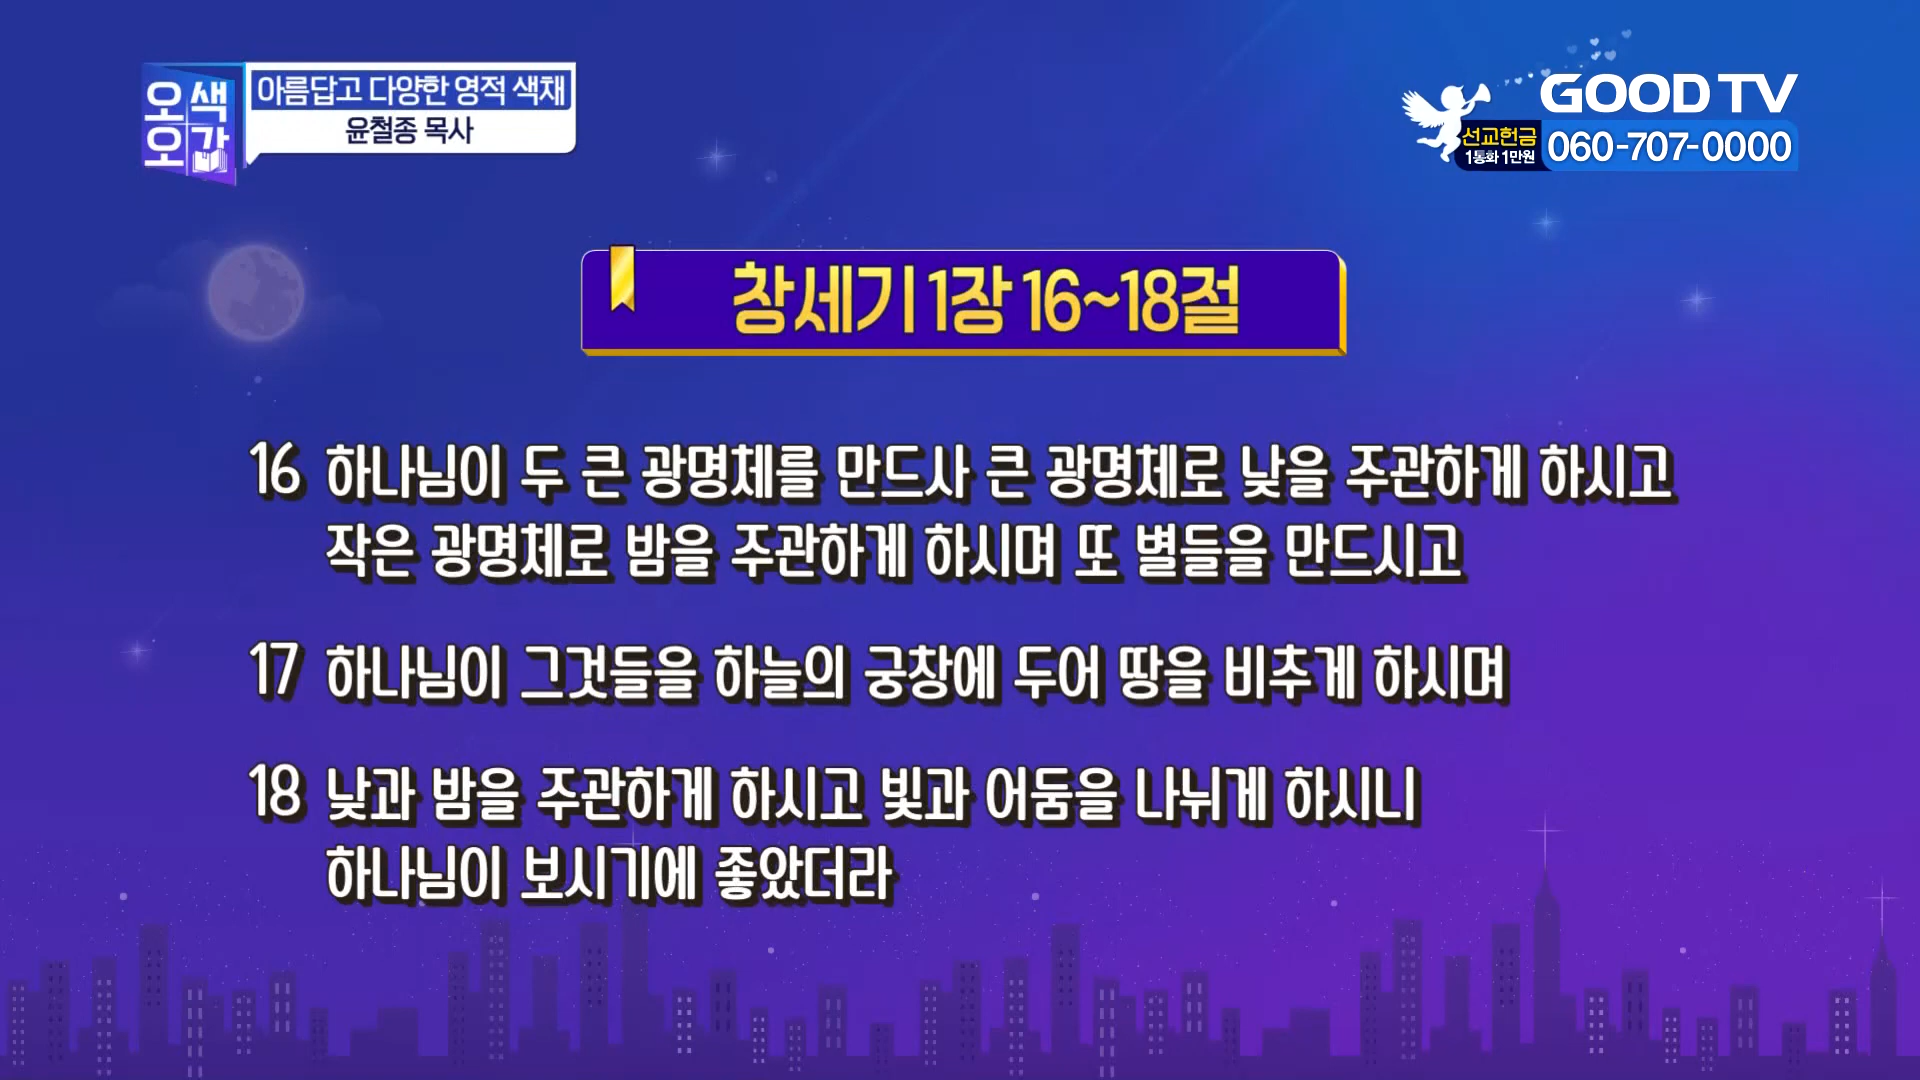 오색
오감
아름답고 다양한 영적 색채
윤철종 목사
GOODTV
선교헌금
1통화 1만원
060-707-0000
창세기 1장 16~18절
16 하나님이 두 큰 광명체를 만드사 큰 광명체로 낮을 주관하게 하시고
작은 광명체로 밤을 주관하게 하시며 또 별들을 만드시고
17 하나님이 그것들을 하늘의 궁창에 두어 땅을 비추게 하시며
18 낮과 밤을 주관하게 하시고 빛과 어둠을 나뉘게 하시니
하나님이 보시기에 좋았더라